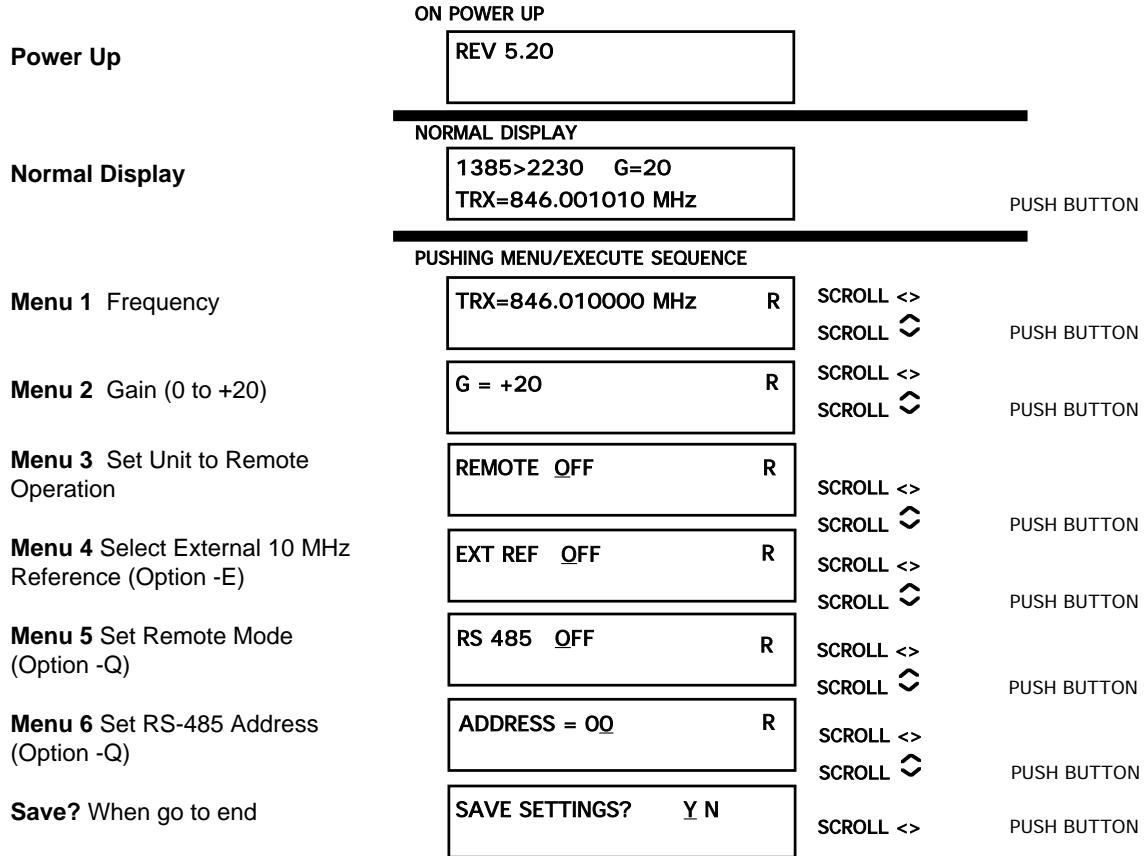 ON POWER UP
Power Up
REV 5.20
NORMAL DISPLAY
Normal Display
1385>2230 G=20
TRX=846.001010 MHz
PUSH BUTTON
PUSHING MENU/EXECUTE SEQUENCE
Menu 1 Frequency
TRX=846.010000 MHz R
SCROLL <>
SCROLL
PUSH BUTTON
Menu 2 Gain (0 to +20)
G = +20 R
SCROLL <>
SCROLL
PUSH BUTTON
Menu 3 Set Unit to Remote
Operation
REMOTE OFF R
SCROLL <>
SCROLL
PUSH BUTTON
Menu 4 Select External 10 MHz
Reference (Option -E)
EXT REF OFF R
SCROLL <>
SCROLL
PUSH BUTTON
Menu 5 Set Remote Mode
(Option -Q)
RS 485 OFF R
SCROLL <>
SCROLL
PUSH BUTTON
Menu 6 Set RS-485 Address
(Option -Q)
ADDRESS = 00 R
SCROLL <>
SCROLL
PUSH BUTTON
Save? When go to end
SAVE SETTINGS? Y N
SCROLL <>
PUSH BUTTON